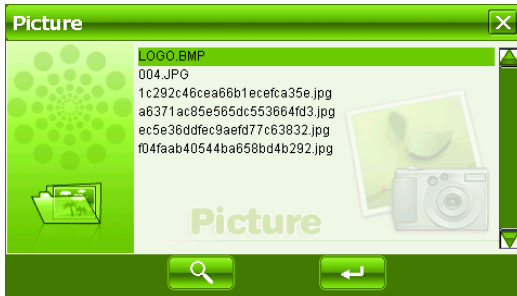 Picture
LOGO.BMP
004.JPG
1c292c46cea66b1ecefca35e.jpg
a6371ac85e565dc553664fd3.jpg
ec5e36ddfec9aefd77c63832.jpg
f04faab40544ba658bd4b292.jpg
Picture